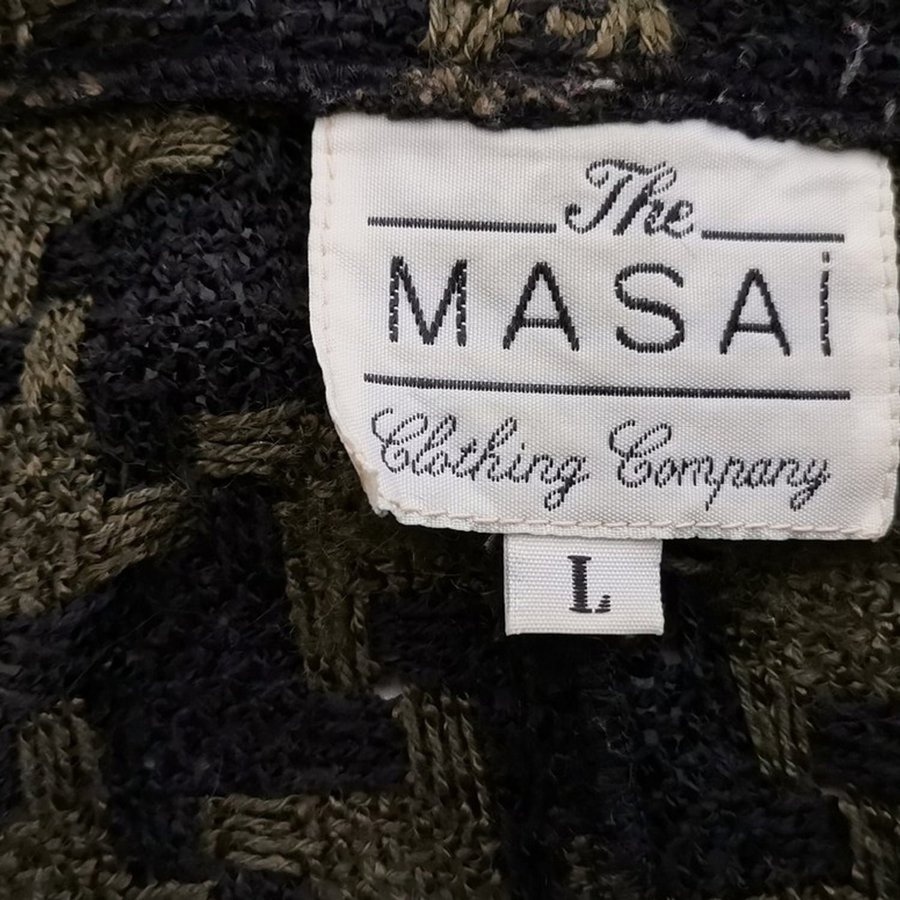 The
MASAi
Clothing Company
L